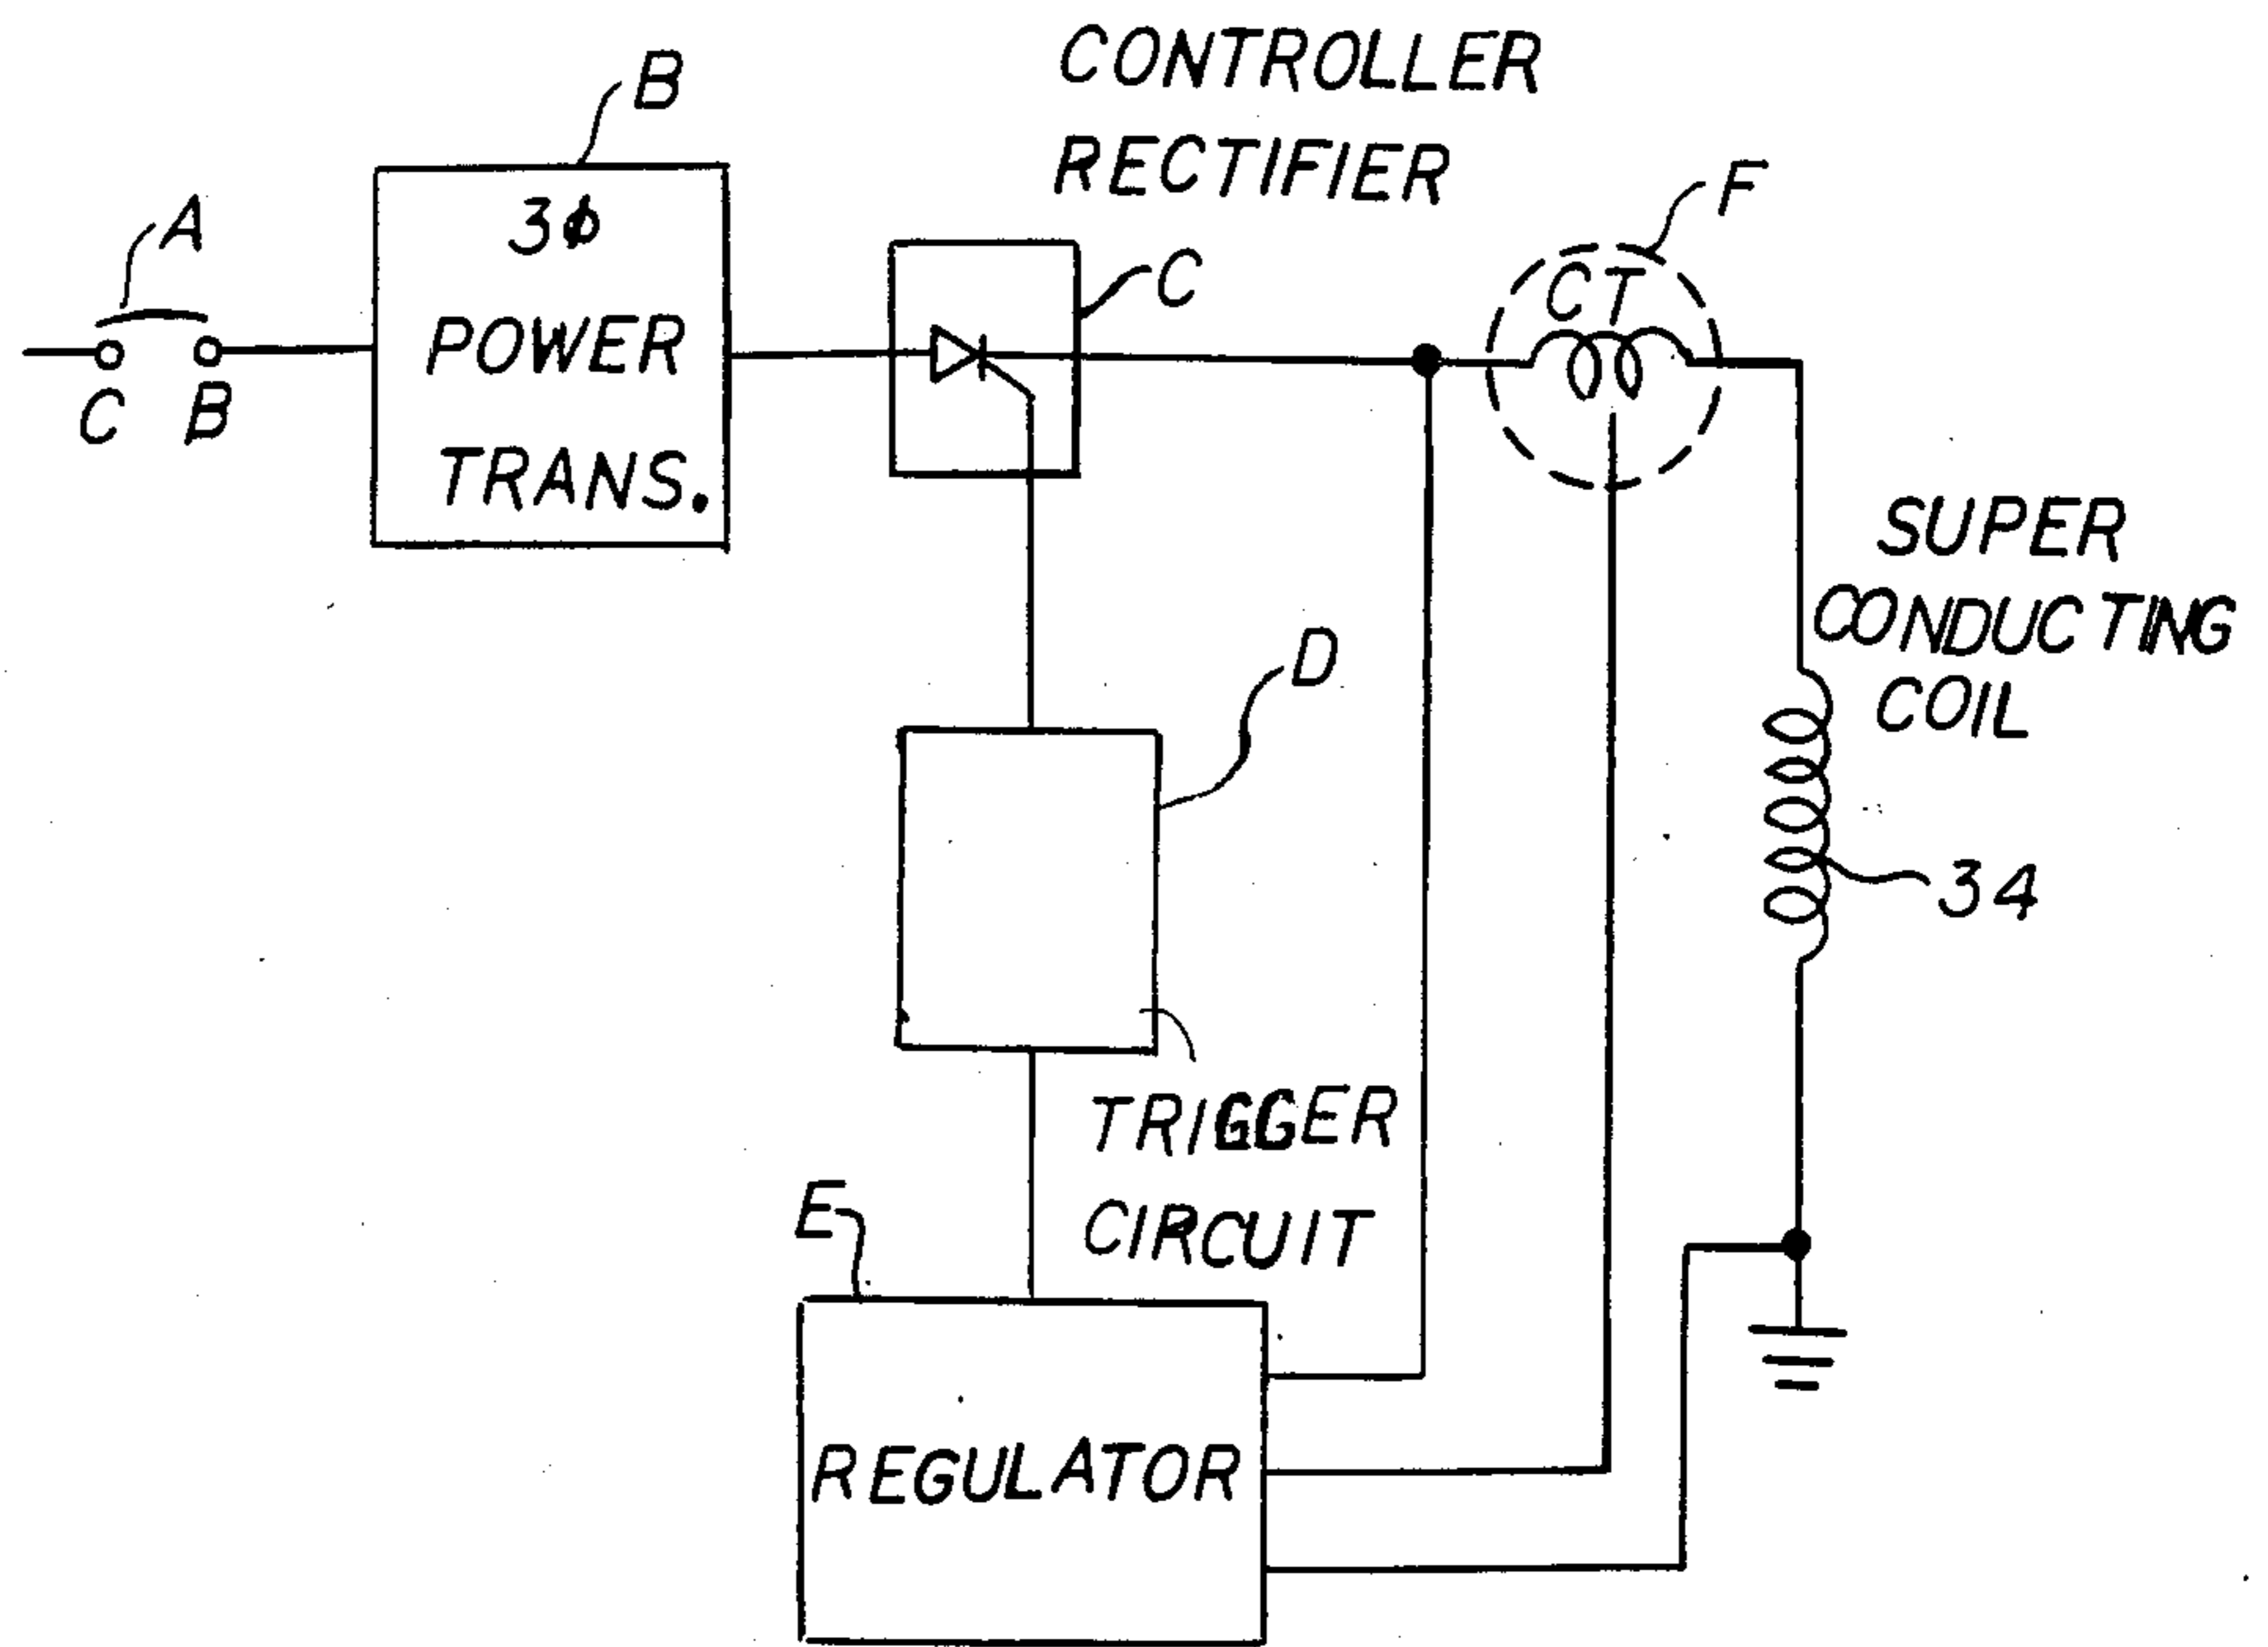 CONTROLLER
RECTIFIER
B
A
C B
3φ
POWER
TRANS.
C
F
CT
SUPER
CONDUCTING
COIL
34
D
TRIGGER
CIRCUIT
E
REGULATOR